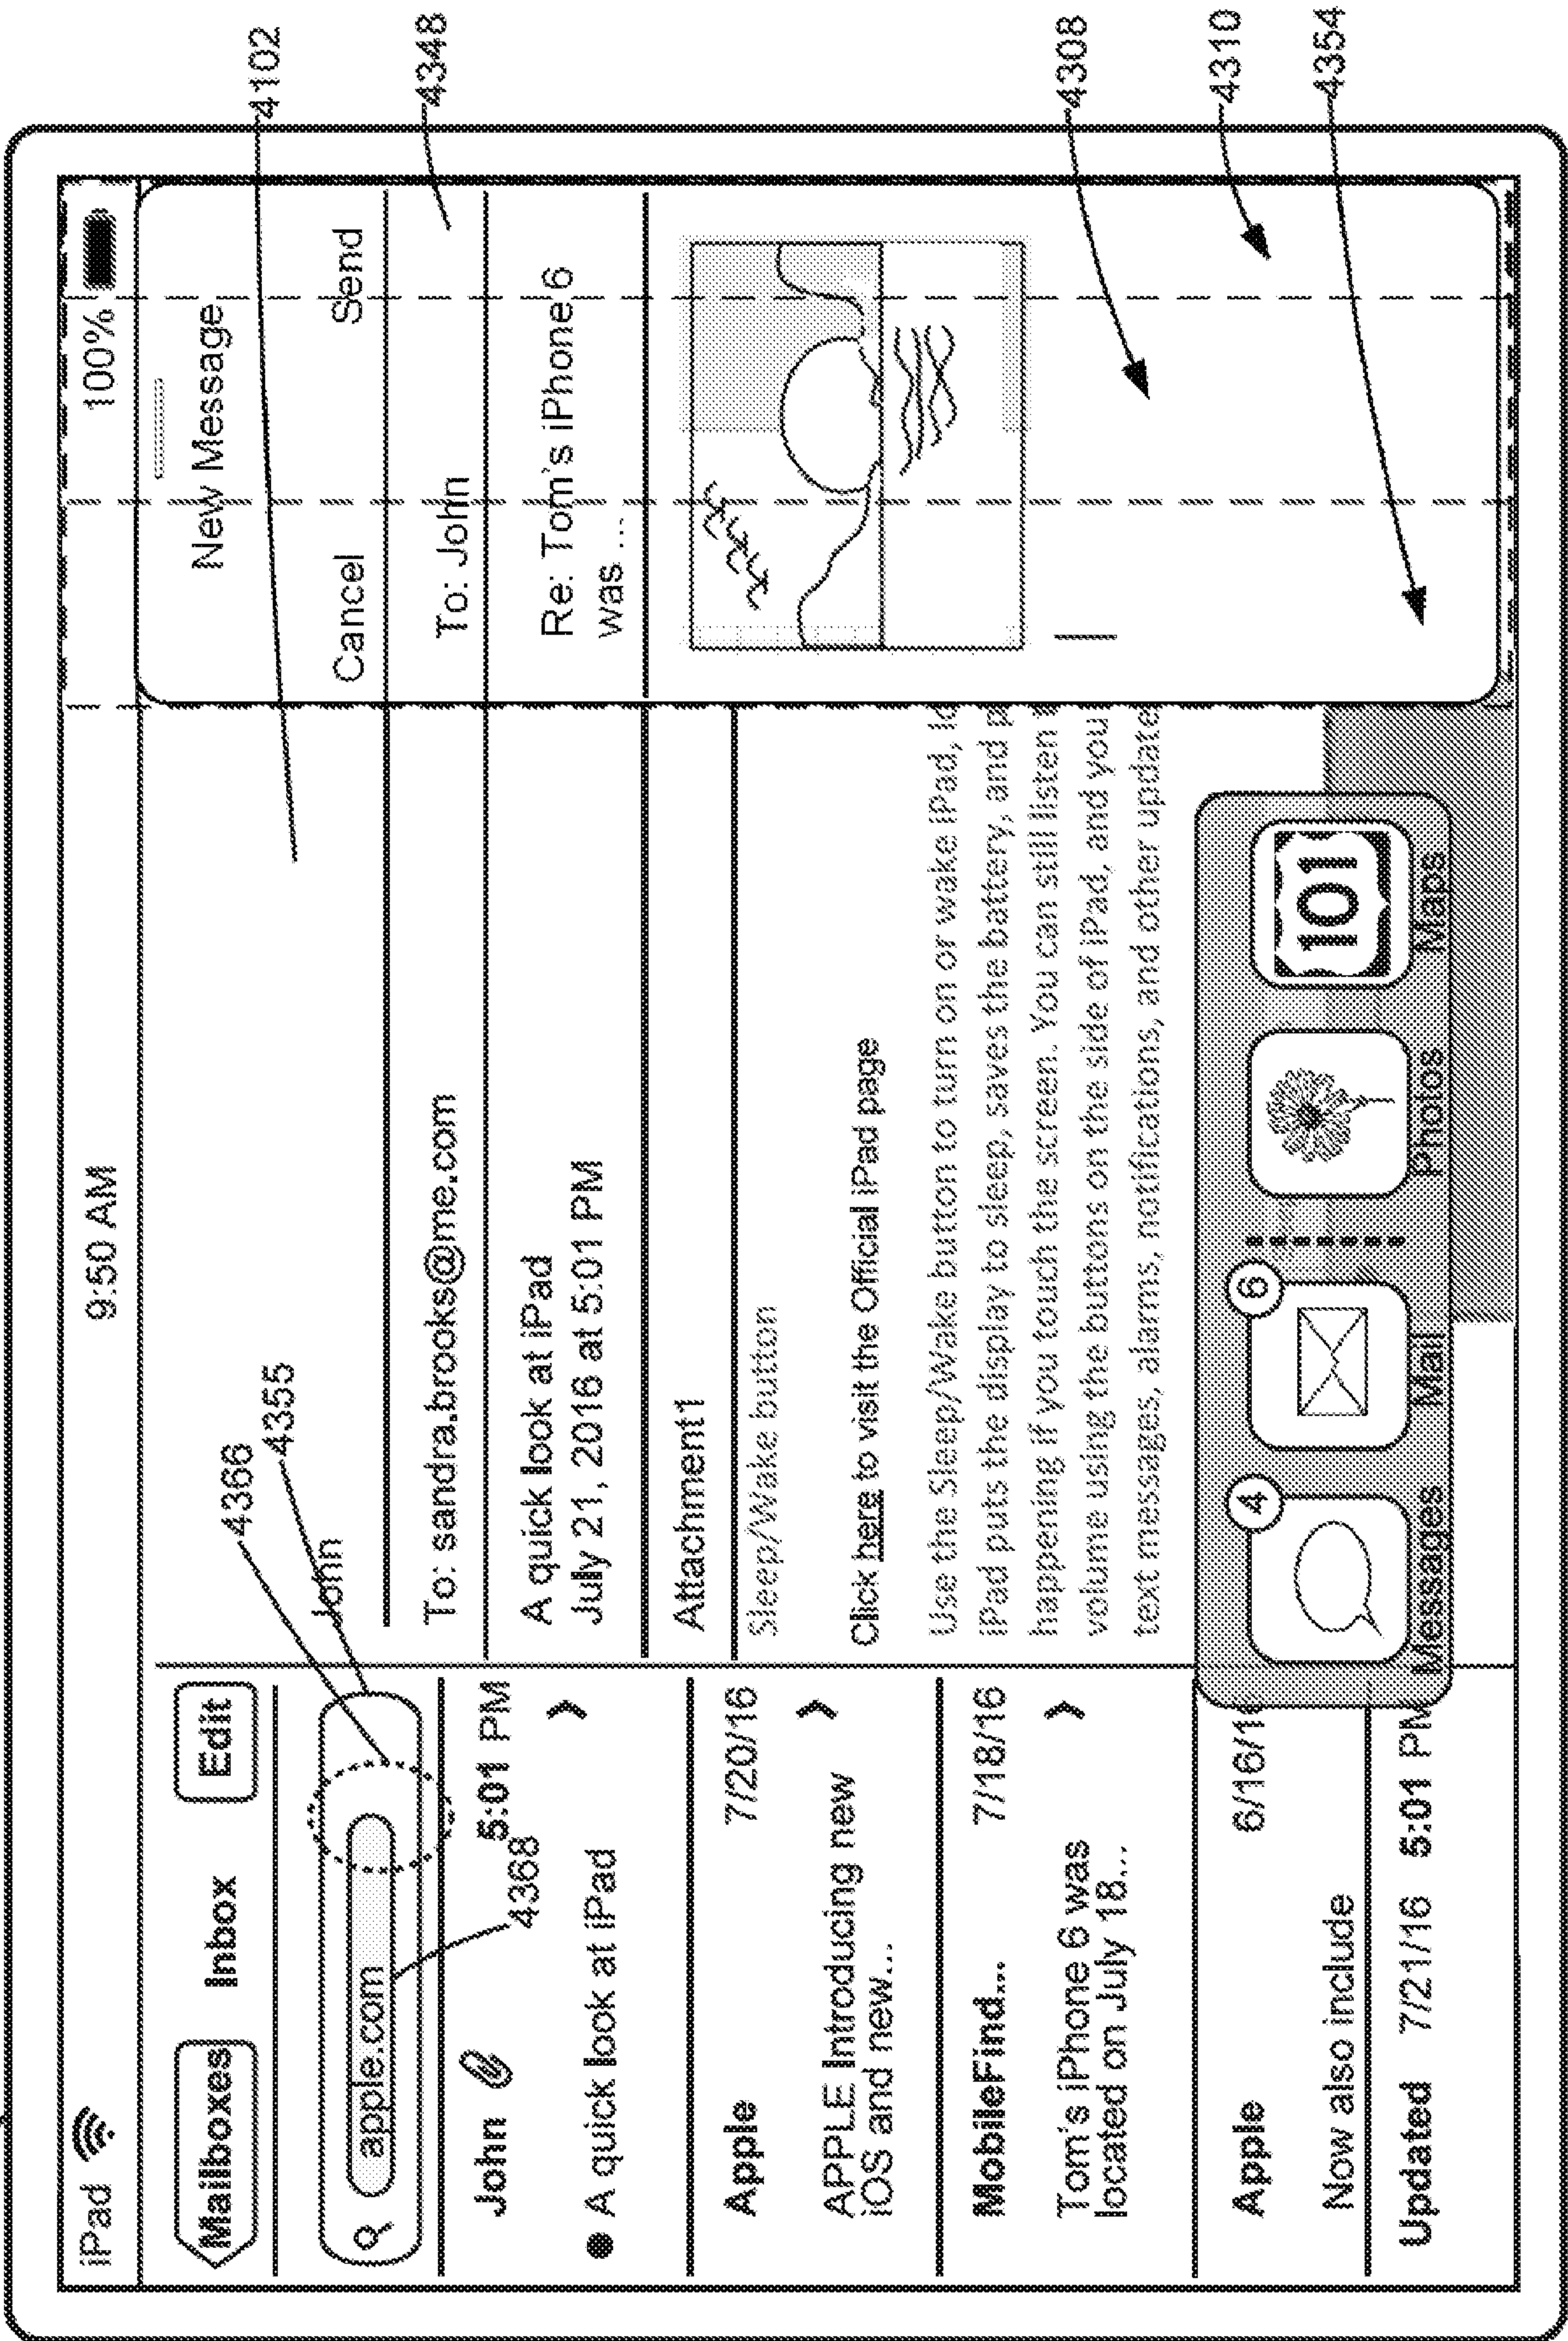 iPad 9:50 AM 100%
Mailboxes Inbox Edit
apple.com
John 5:01 PM
A quick look at iPad
Apple 7/20/16
APPLE Introducing new
iOS and new...
MobileFind... 7/18/16
Tom's iPhone 6 was
located on July 18...
Apple 6/16/16
Now also include
Updated 7/21/16 5:01 PM
4366
4355
4368
John
To: sandra.brooks@me.com
A quick look at iPad
July 21, 2016 at 5:01 PM
Attachment1
Sleep/Wake button
Click here to visit the Official iPad page
Use the Sleep/Wake button to turn on or wake iPad, lo
iPad puts the display to sleep, saves the battery, and p
happening if you touch the screen. You can still listen t
volume using the buttons on the side of iPad, and you
text messages, alarms, notifications, and other update
4 6
101
Messages Mail Photos Maps
New Message
Cancel Send
To: John
Re: Tom's iPhone 6
was ...
4102
4348
4308
4310
4354